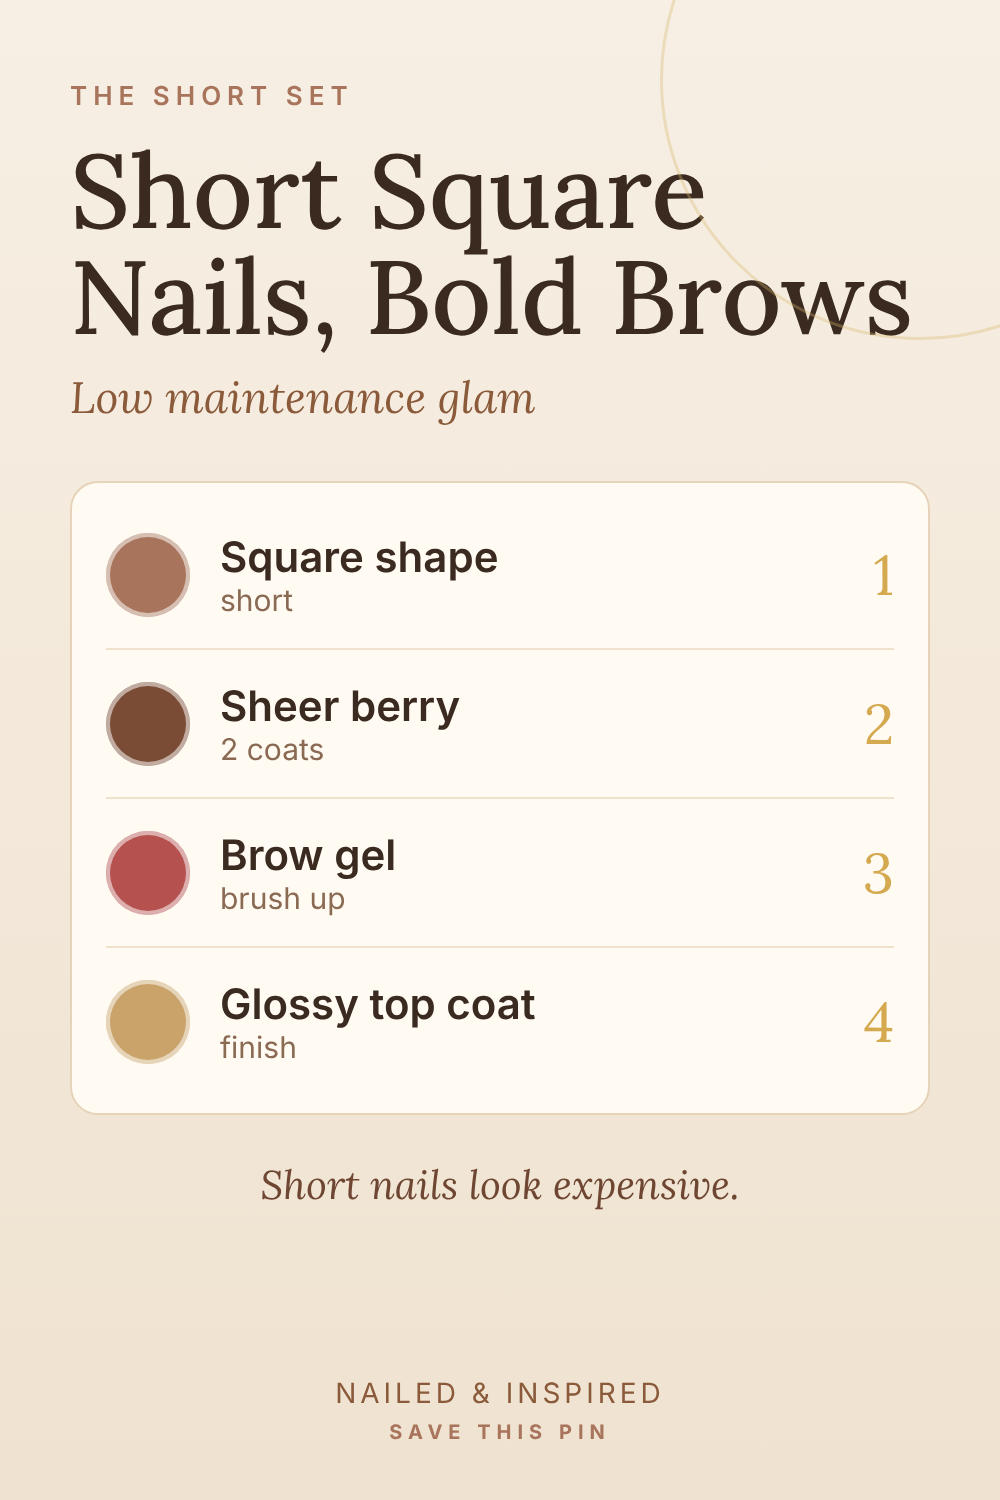 THE SHORT SET
Short Square
Nails, Bold Brows
Low maintenance glam
Square shape
short
1
Sheer berry
2 coats
2
Brow gel
brush up
3
Glossy top coat
finish
4
Short nails look expensive.
NAILED & INSPIRED
SAVE THIS PIN